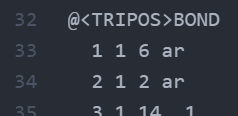 32 @<TRIPOS>BOND
33 1 1 6 ar
34 2 1 2 ar
35 3 1 14 1